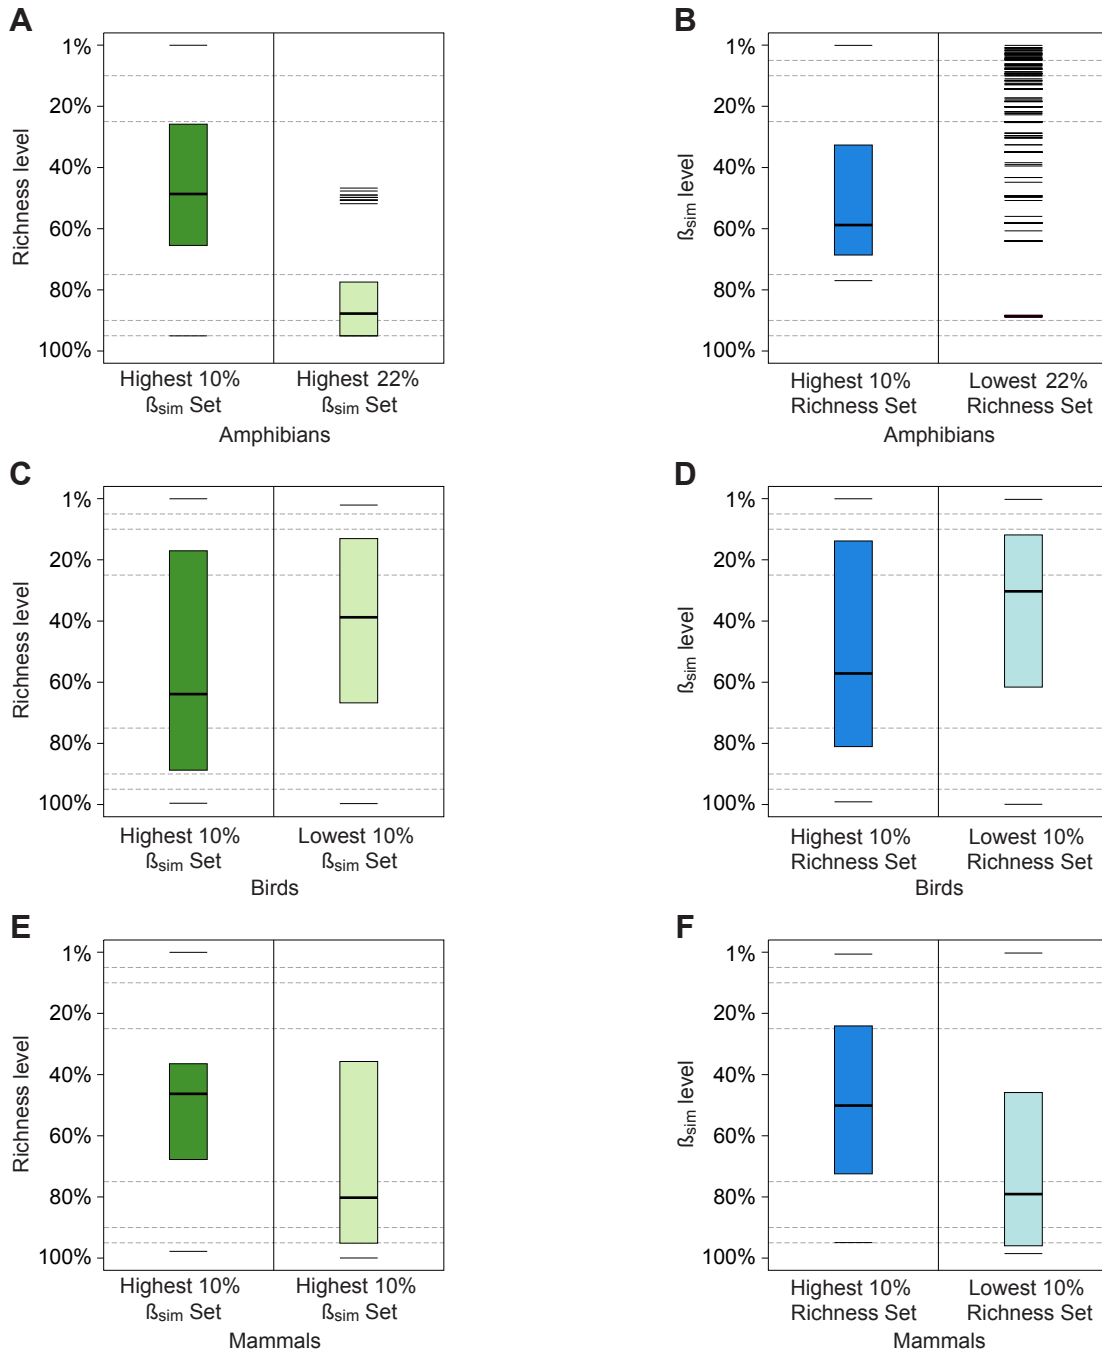 A
1%
20%
40%
60%
80%
100%
Richness level
Highest 10%
ßsim Set
Highest 22%
ßsim Set
Amphibians
B
1%
20%
40%
60%
80%
100%
ßsim level
Highest 10%
Richness Set
Lowest 22%
Richness Set
Amphibians
C
1%
20%
40%
60%
80%
100%
Richness level
Highest 10%
ßsim Set
Lowest 10%
ßsim Set
Birds
D
1%
20%
40%
60%
80%
100%
ßsim level
Highest 10%
Richness Set
Lowest 10%
Richness Set
Birds
E
1%
20%
40%
60%
80%
100%
Richness level
Highest 10%
ßsim Set
Highest 10%
ßsim Set
Mammals
F
1%
20%
40%
60%
80%
100%
ßsim level
Highest 10%
Richness Set
Lowest 10%
Richness Set
Mammals